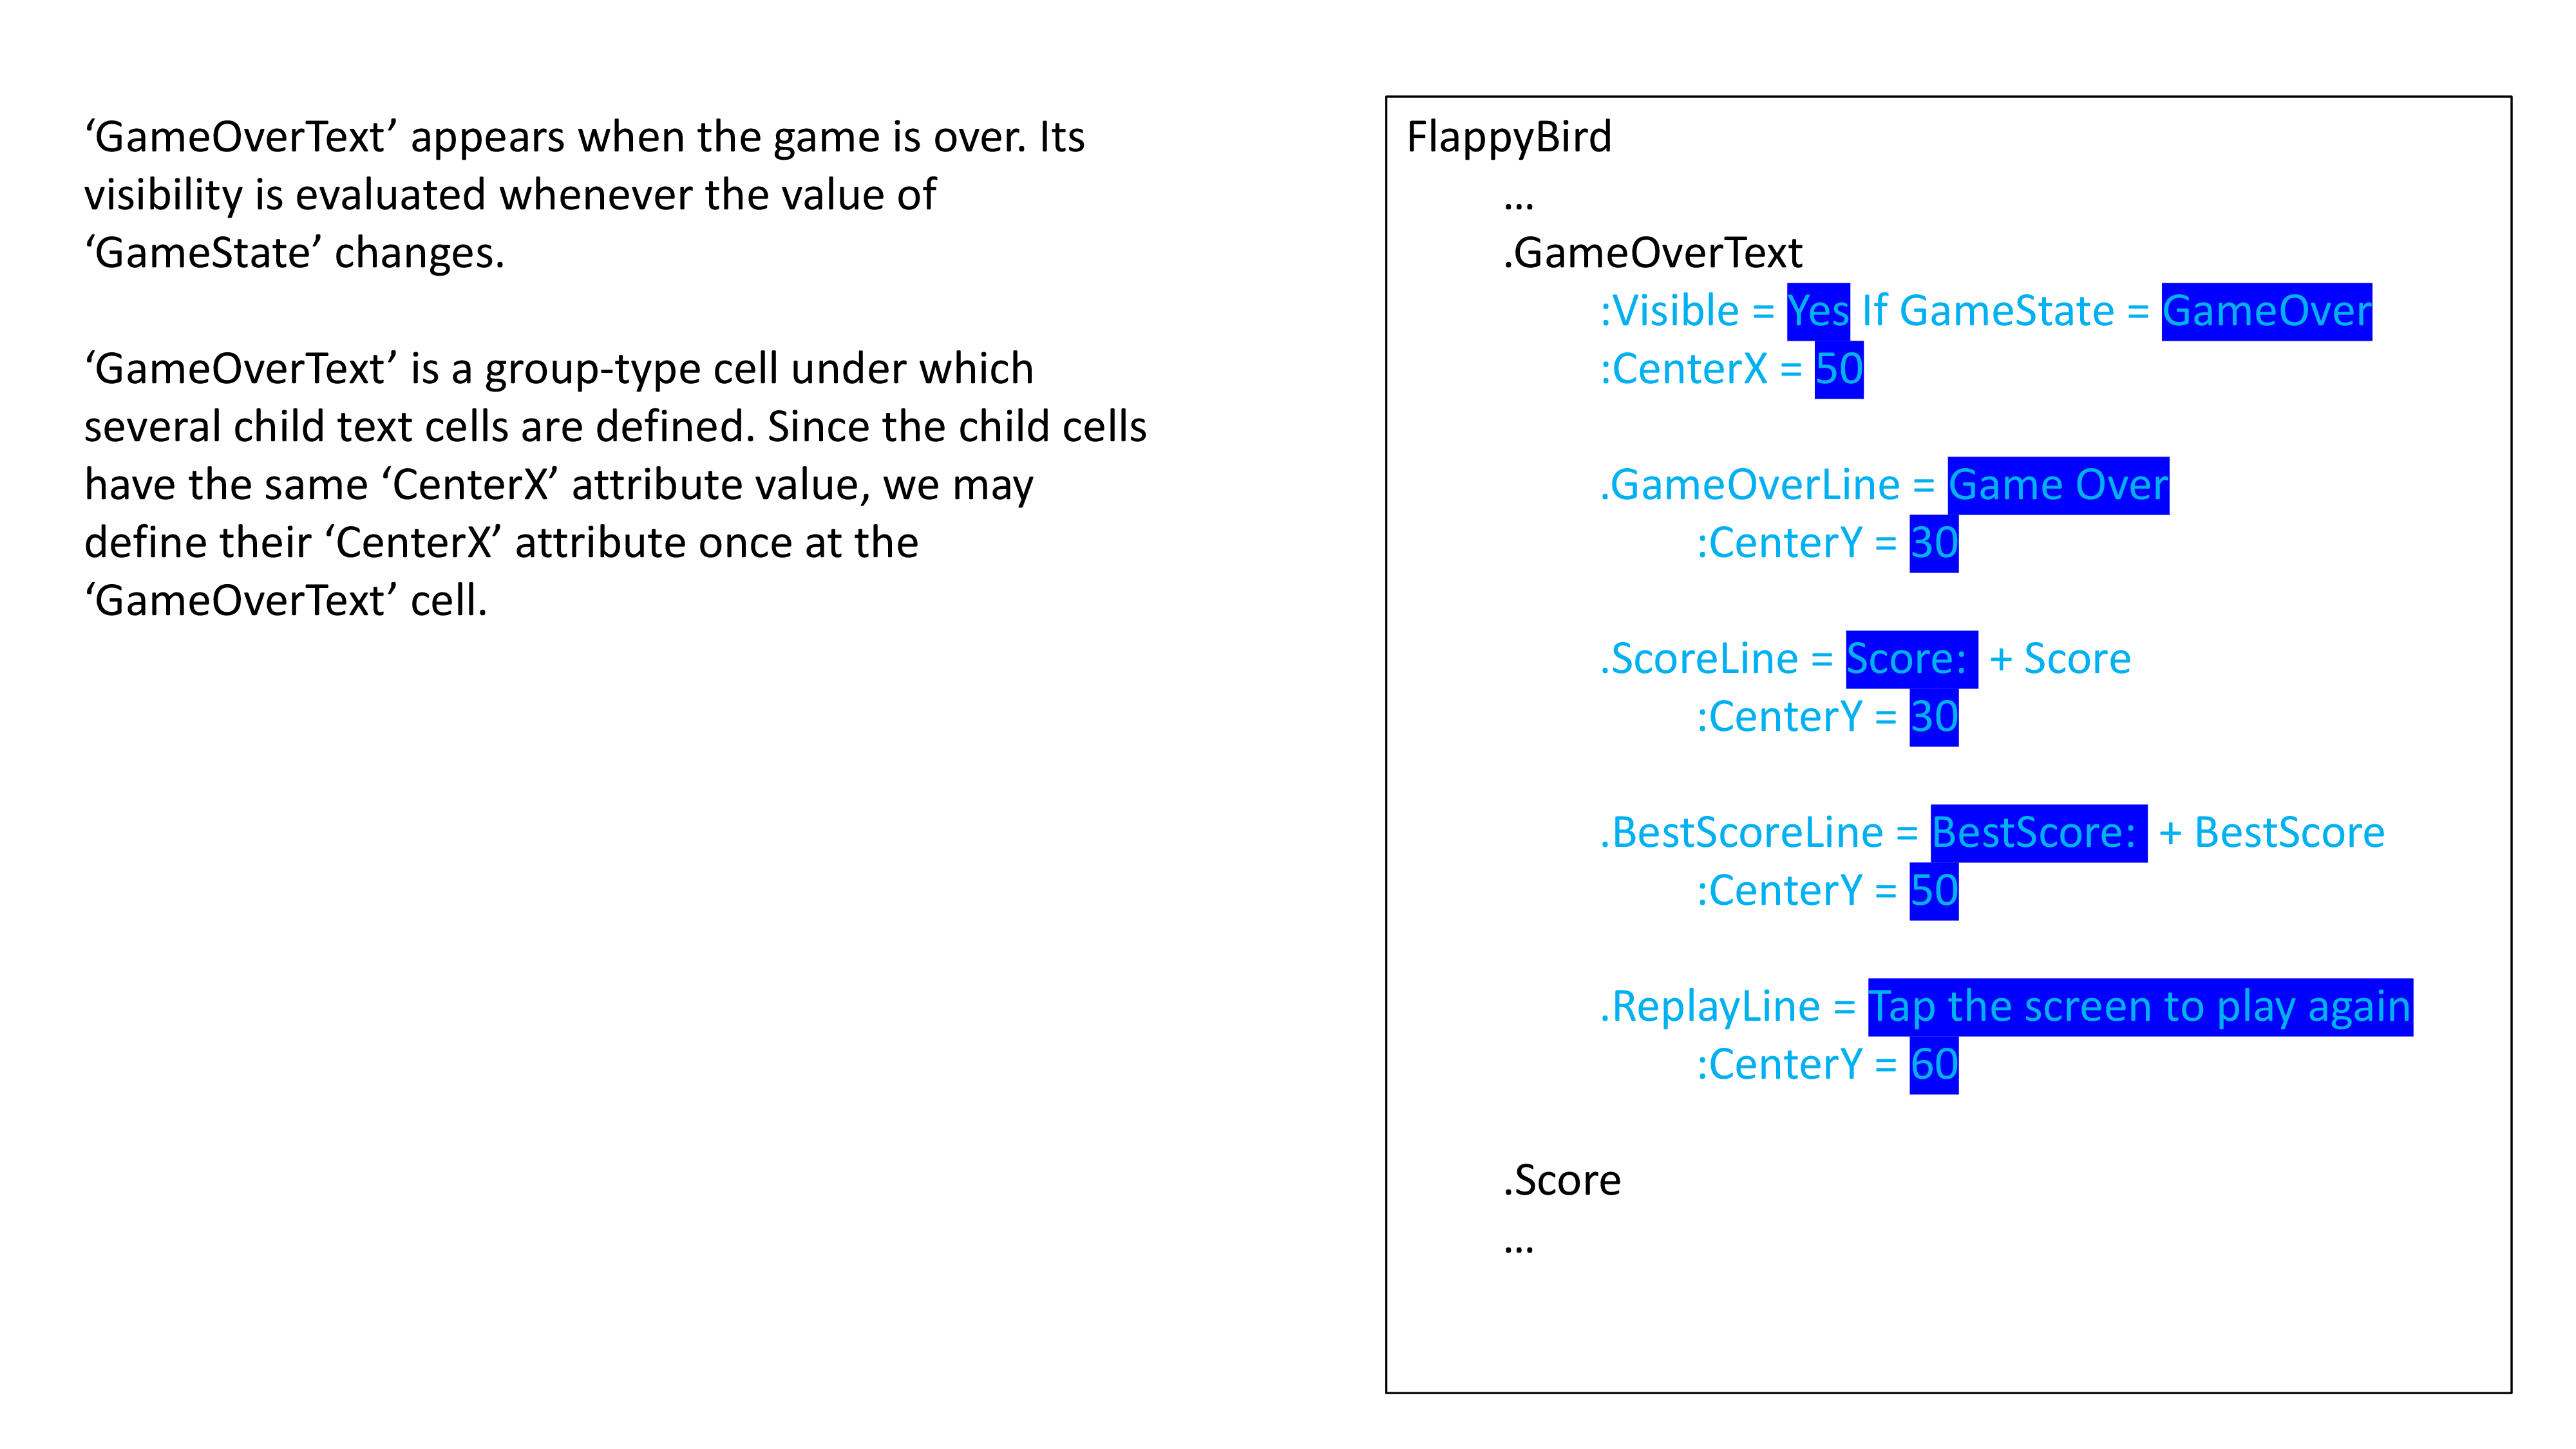 ‘GameOverText’ appears when the game is over. Its
visibility is evaluated whenever the value of
‘GameState’ changes.
‘GameOverText’ is a group-type cell under which
several child text cells are defined. Since the child cells
have the same ‘CenterX’ attribute value, we may
define their ‘CenterX’ attribute once at the
‘GameOverText’ cell.
FlappyBird
...
.GameOverText
:Visible = Yes If GameState = GameOver
:CenterX = 50
.GameOverLine = Game Over
:CenterY = 30
.ScoreLine = Score: + Score
:CenterY = 30
.BestScoreLine = BestScore: + BestScore
:CenterY = 50
.ReplayLine = Tap the screen to play again
:CenterY = 60
.Score
...